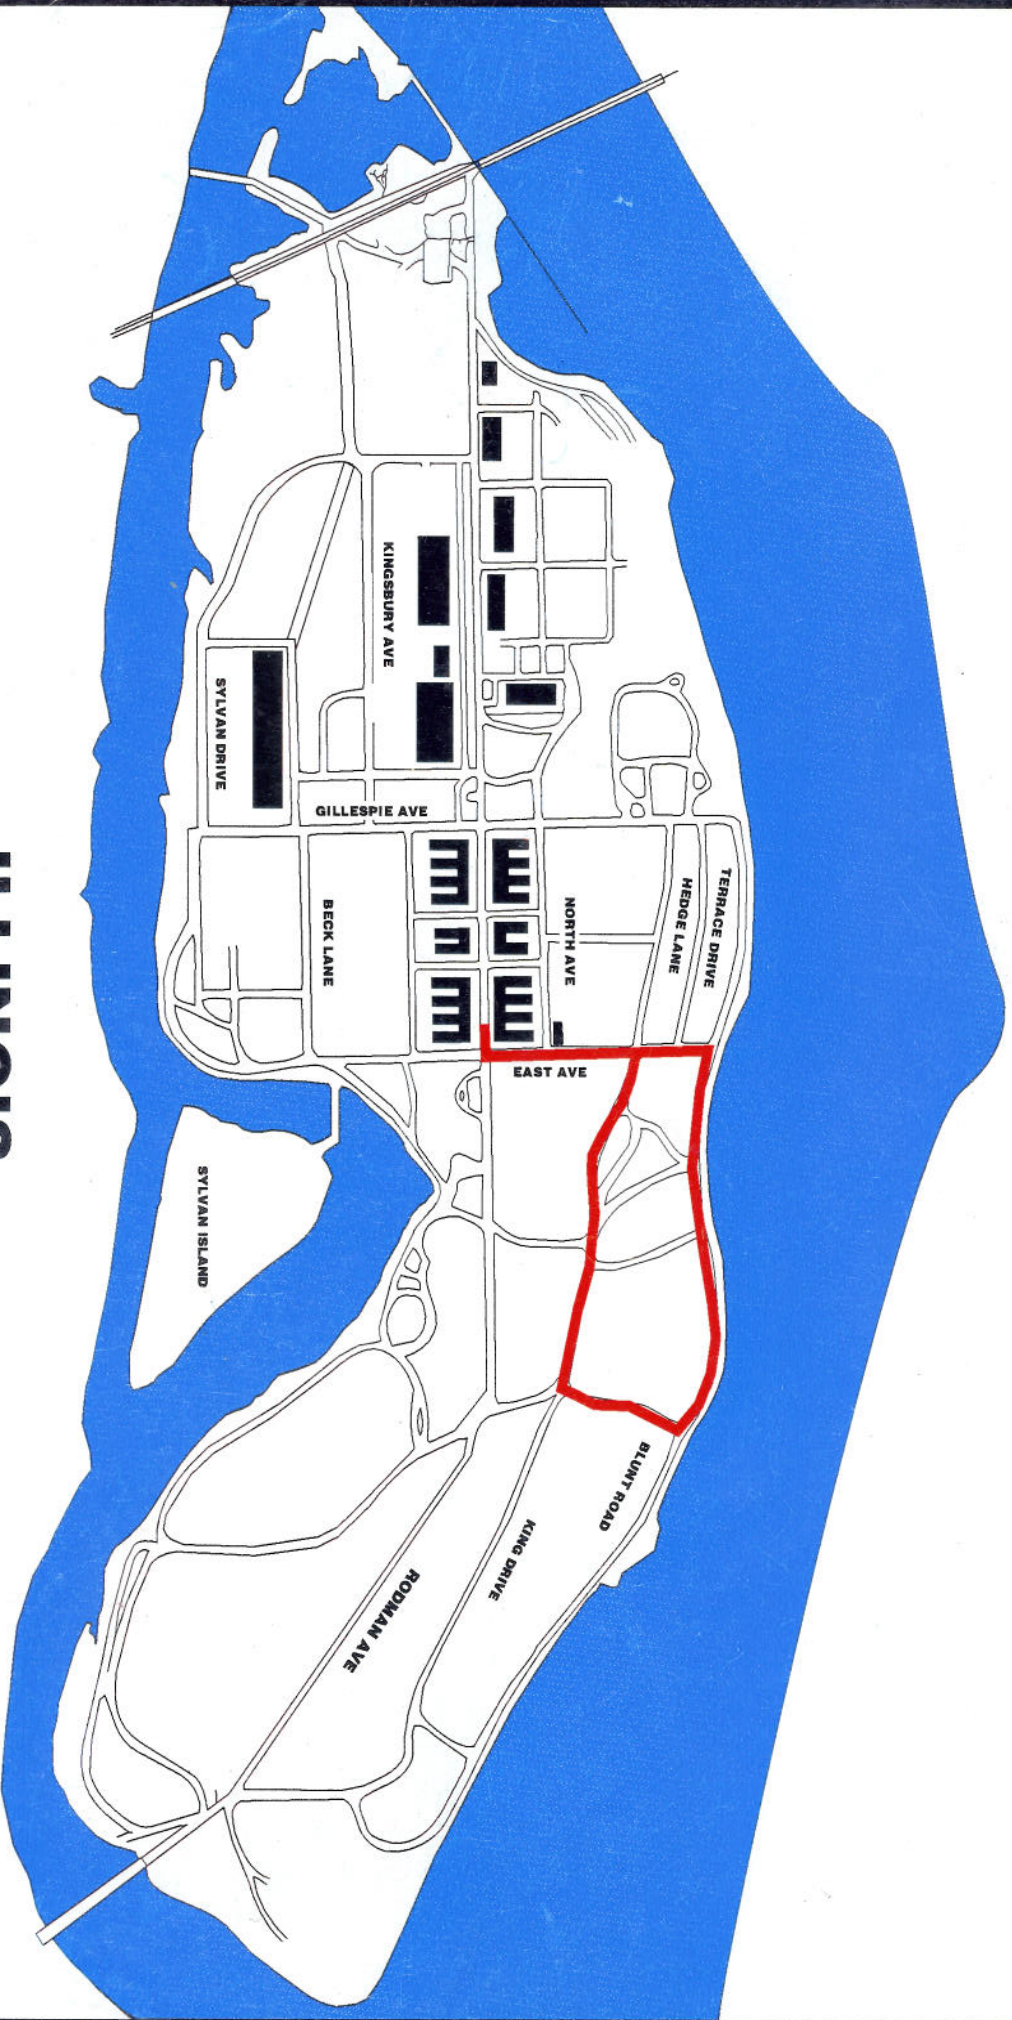 KINGSBURY AVE
SYLVAN DRIVE
GILLESPIE AVE
TERRACE DRIVE
HEDGE LANE
NORTH AVE
BECK LANE
EAST AVE
SYLVAN ISLAND
BLUNT ROAD
KING DRIVE
RODMAN AVE